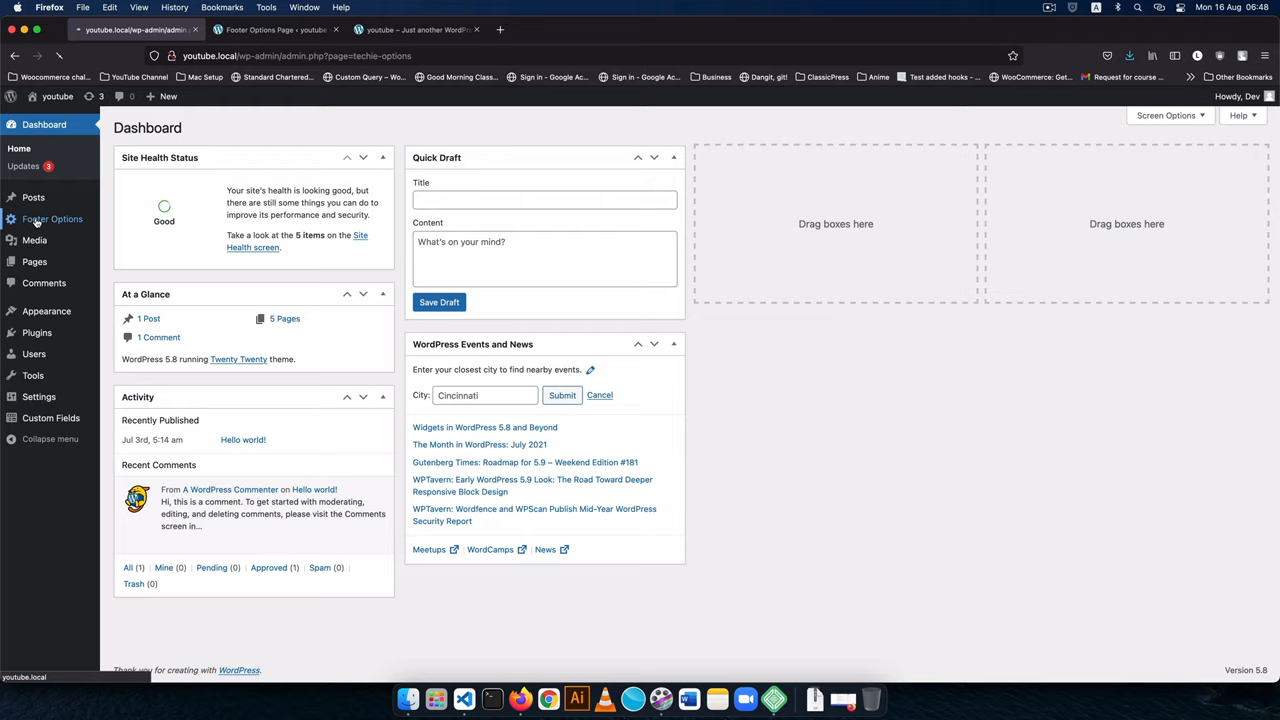 Firefox File Edit View History Bookmarks Tools Window Help A Mon 16 Aug 06:48
youtube.local/wp-admin/admin. Footer Options Page ‹ youtube youtube – Just another WordPr
youtube.local/wp-admin/admin.php?page=techie-options
Woocommerce chal YouTube Channel Mac Setup Standard Chartered... Custom Query – Wo... Good Morning Class... Sign in - Google Ac... Sign in - Google Ac... Business Dangit, git! ClassicPress Anime Test added hooks -... WooCommerce: Get... Request for course ... Other Bookmarks
youtube 3 0 New Howdy, Dev
Screen Options Help
Dashboard
Home
Updates 3
Posts
Footer Options
Media
Pages
Comments
Appearance
Plugins
Users
Tools
Settings
Custom Fields
Collapse menu
Dashboard
Site Health Status
Good
Your site's health is looking good, but
there are still some things you can do to
improve its performance and security.
Take a look at the 5 items on the Site
Health screen.
At a Glance
1 Post 5 Pages
1 Comment
WordPress 5.8 running Twenty Twenty theme.
Activity
Recently Published
Jul 3rd, 5:14 am Hello world!
Recent Comments
From A WordPress Commenter on Hello world!
Hi, this is a comment. To get started with moderating,
editing, and deleting comments, please visit the Comments
screen in...
All (1) Mine (0) Pending (0) Approved (1) Spam (0)
Trash (0)
Quick Draft
Title
Content
What's on your mind?
Save Draft
WordPress Events and News
Enter your closest city to find nearby events.
City: Cincinnati Submit Cancel
Widgets in WordPress 5.8 and Beyond
The Month in WordPress: July 2021
Gutenberg Times: Roadmap for 5.9 – Weekend Edition #181
WPTavern: Early WordPress 5.9 Look: The Road Toward Deeper
Responsive Block Design
WPTavern: Wordfence and WPScan Publish Mid-Year WordPress
Security Report
Meetups WordCamps News
Drag boxes here Drag boxes here
Thank you for creating with WordPress. Version 5.8
youtube.local
Ai